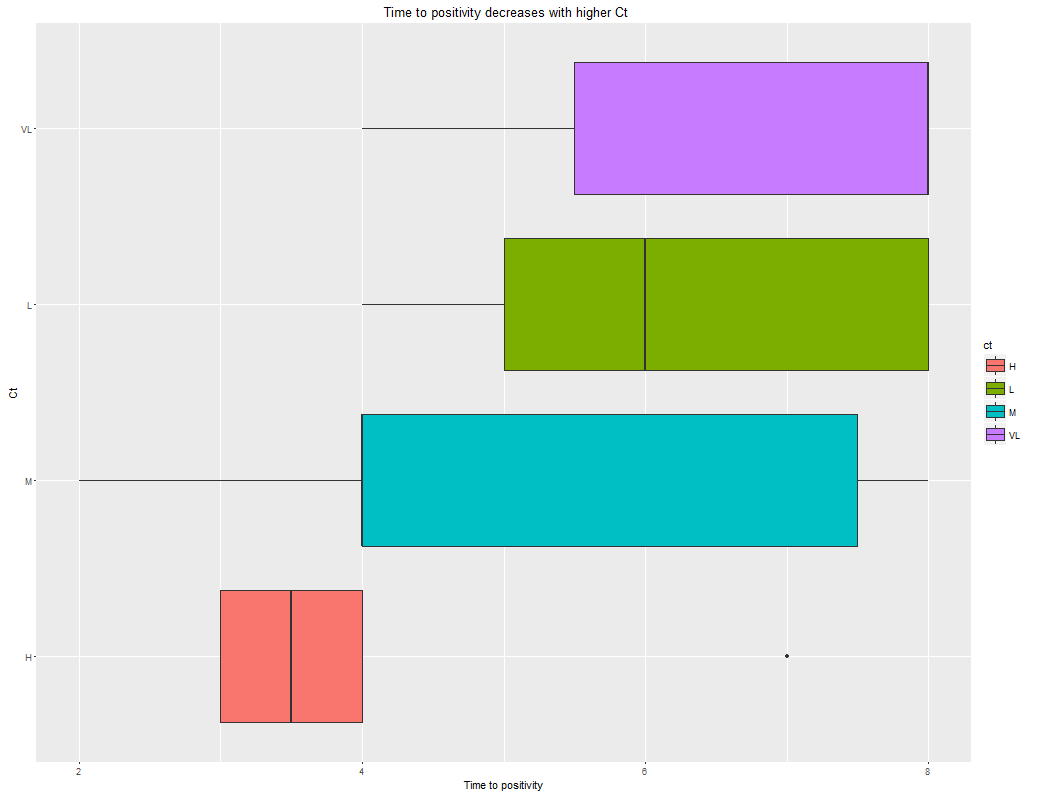 Time to positivity decreases with higher Ct
VL
L
M
H
Ct
2
4
6
8
Time to positivity
ct
H
L
M
VL